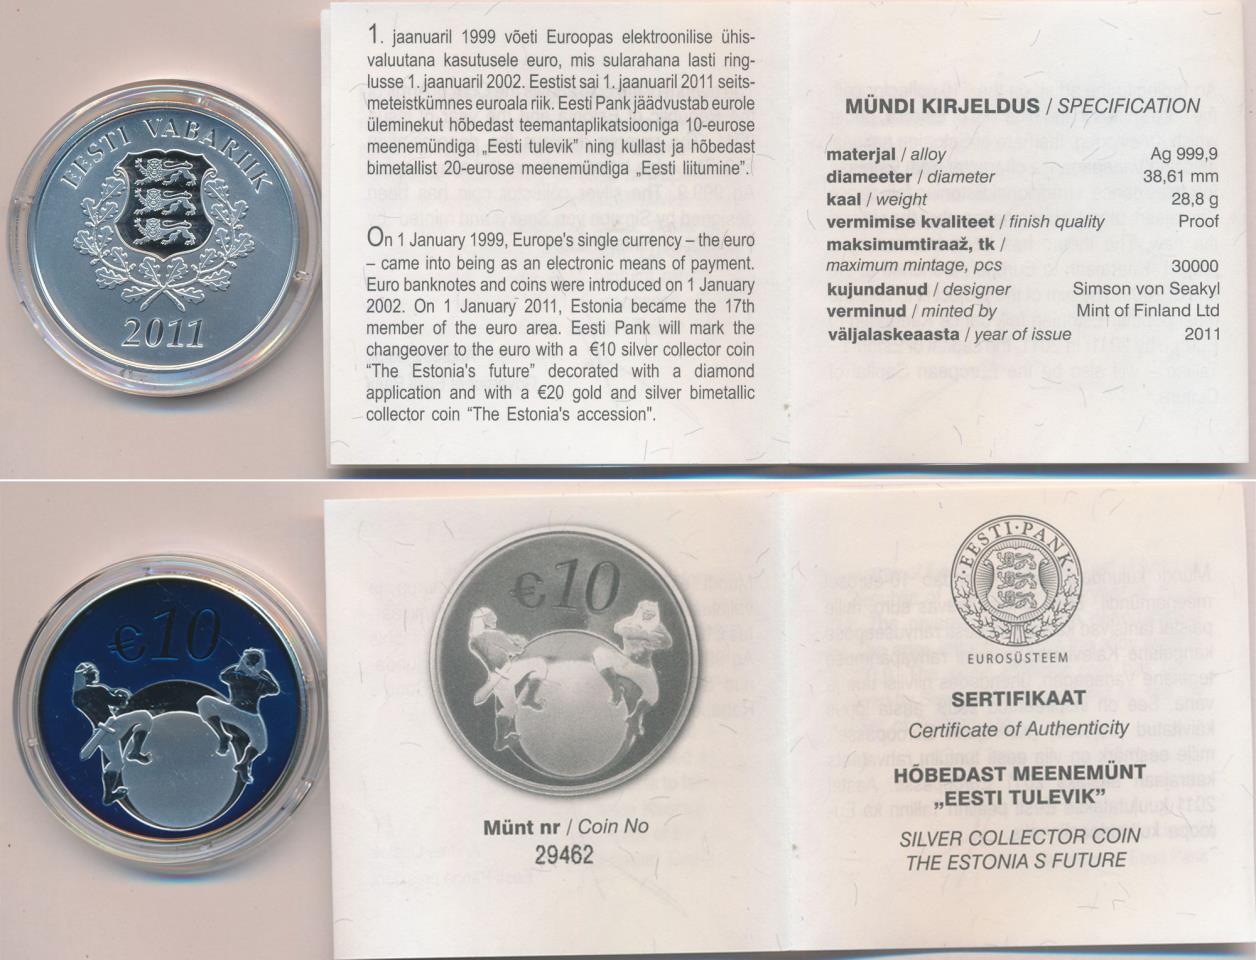 EESTI VABARIIK
2011
1. jaanuaril 1999 võeti Euroopas elektroonilise ühis-
valuutana kasutusele euro, mis sularahana lasti ring-
lusse 1. jaanuaril 2002. Eestist sai 1. jaanuaril 2011 seits-
meteistkümnes euroala riik. Eesti Pank jäädvustab eurole
ülemineku hõbedast teemantaplikatsiooniga 10-eurose
meenemündiga „Eesti tulevik” ning kullast ja hõbedast
bimetallist 20-eurose meenemündiga „Eesti liitumine”.
On 1 January 1999, Europe's single currency – the euro
– came into being as an electronic means of payment.
Euro banknotes and coins were introduced on 1 January
2002. On 1 January 2011, Estonia became the 17th
member of the euro area. Eesti Pank will mark the
changeover to the euro with a €10 silver collector coin
“The Estonia's future” decorated with a diamond
application and with a €20 gold and silver bimetallic
collector coin “The Estonia's accession".
MÜNDI KIRJELDUS / SPECIFICATION
materjal / alloy Ag 999,9
diameeter / diameter 38,61 mm
kaal / weight 28,8 g
vermimise kvaliteet / finish quality Proof
maksimumtiraaž, tk /
maximum mintage, pcs 30000
kujundanud / designer Simson von Seakyl
verminud / minted by Mint of Finland Ltd
väljalaskeaasta / year of issue 2011
€10
€10
Münt nr / Coin No
29462
EESTI·PANK
EUROSÜSTEEM
SERTIFIKAAT
Certificate of Authenticity
HÕBEDAST MEENEMÜNT
„EESTI TULEVIK”
SILVER COLLECTOR COIN
THE ESTONIA S FUTURE